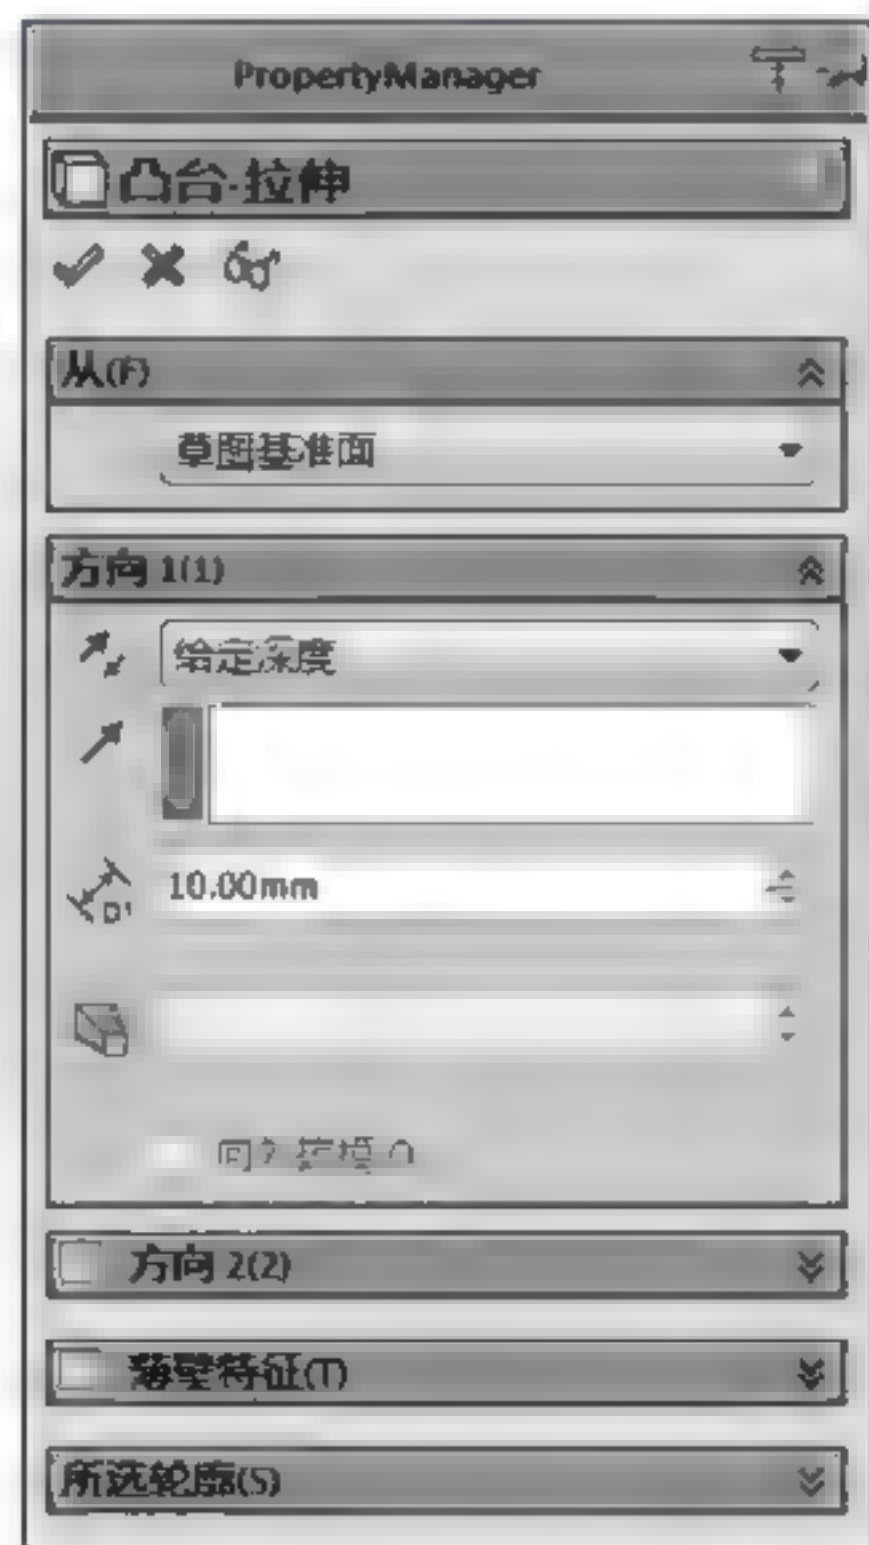 PropertyManager
凸台-拉伸
从(F)
草图基准面
方向 1(1)
给定深度
10.00mm
D1
方向 2(2)
薄壁特征(T)
所选轮廓(S)